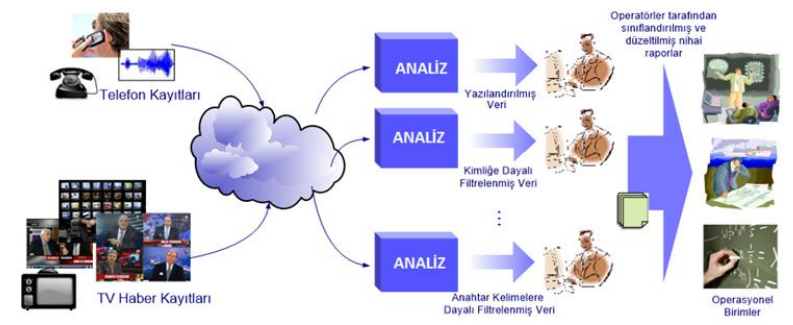 Telefon Kayıtları
TV Haber Kayıtları
ANALİZ
Yazılandırılmış
Veri
ANALİZ
Kimliğe Dayalı
Filtrelenmiş Veri
ANALİZ
Anahtar Kelimelere
Dayalı Filtrelenmiş Veri
Operatörler tarafından
sınıflandırılmış ve
düzeltilmiş nihai
raporlar
Operasyonel
Birimler